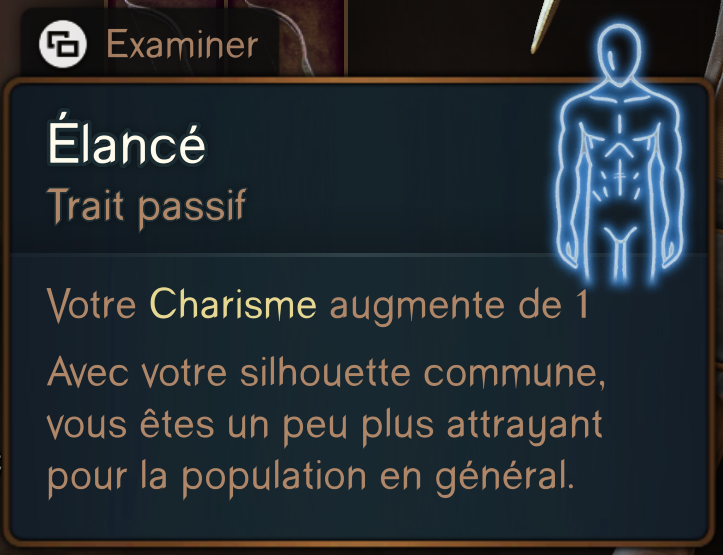 Examiner
Élancé
Trait passif
Votre Charisme augmente de 1
Avec votre silhouette commune,
vous êtes un peu plus attrayant
pour la population en général.